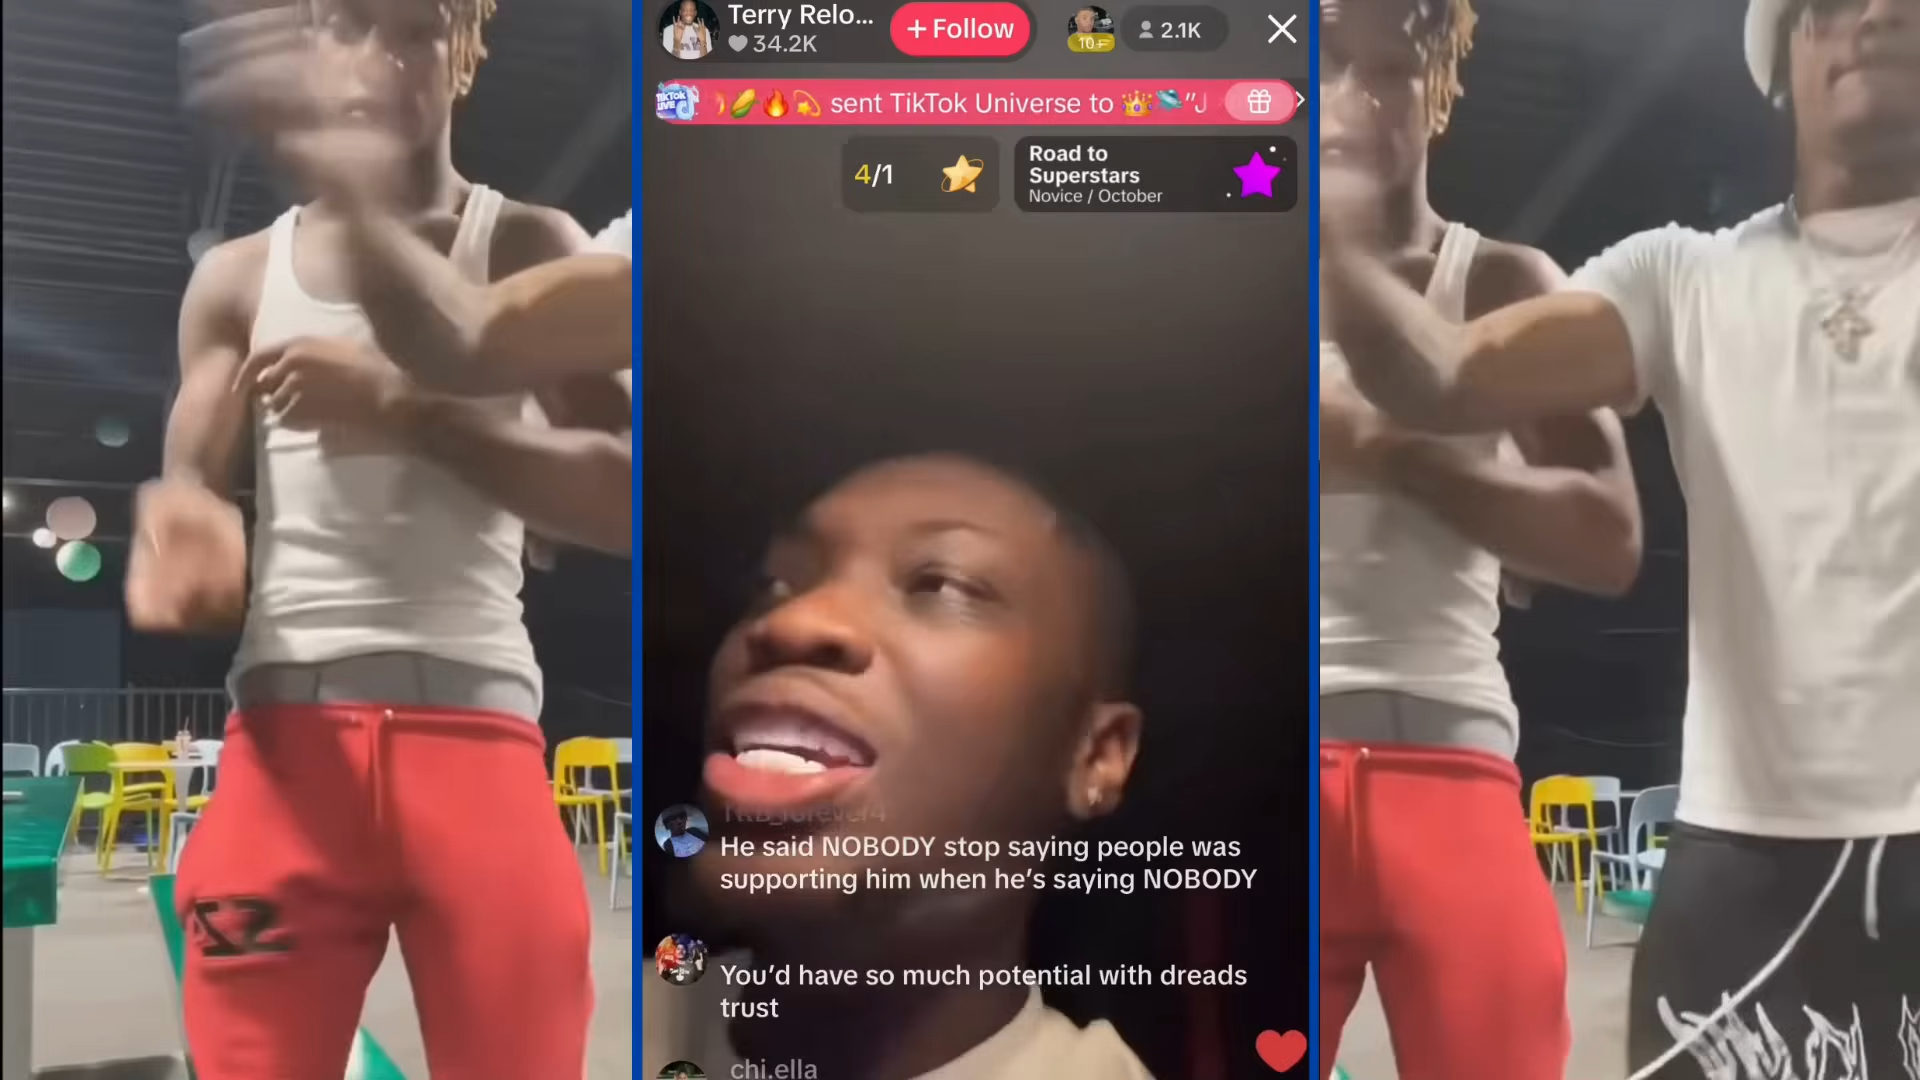 Terry Relo...
34.2K
+ Follow
10+
2.1K
sent TikTok Universe to "J
4/1
Road to
Superstars
Novice / October
He said NOBODY stop saying people was
supporting him when he's saying NOBODY
You'd have so much potential with dreads
trust
chi.ella